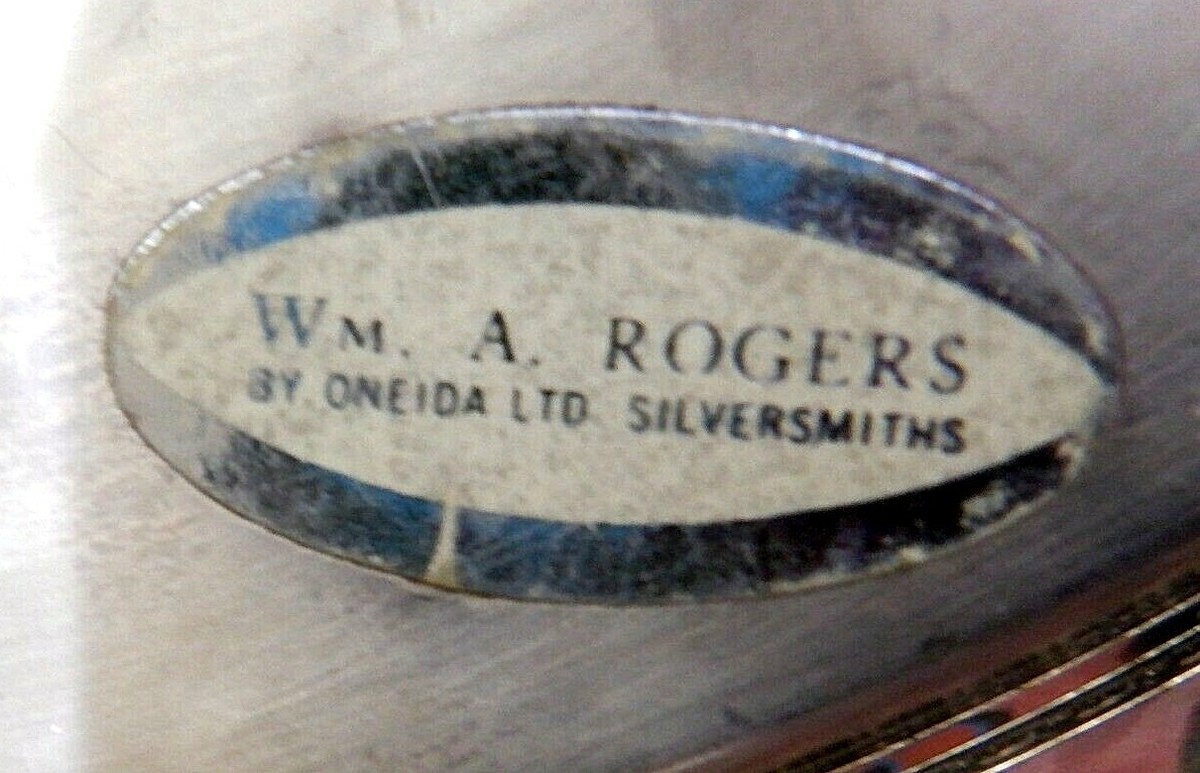 WM. A. ROGERS
BY ONEIDA LTD SILVERSMITHS